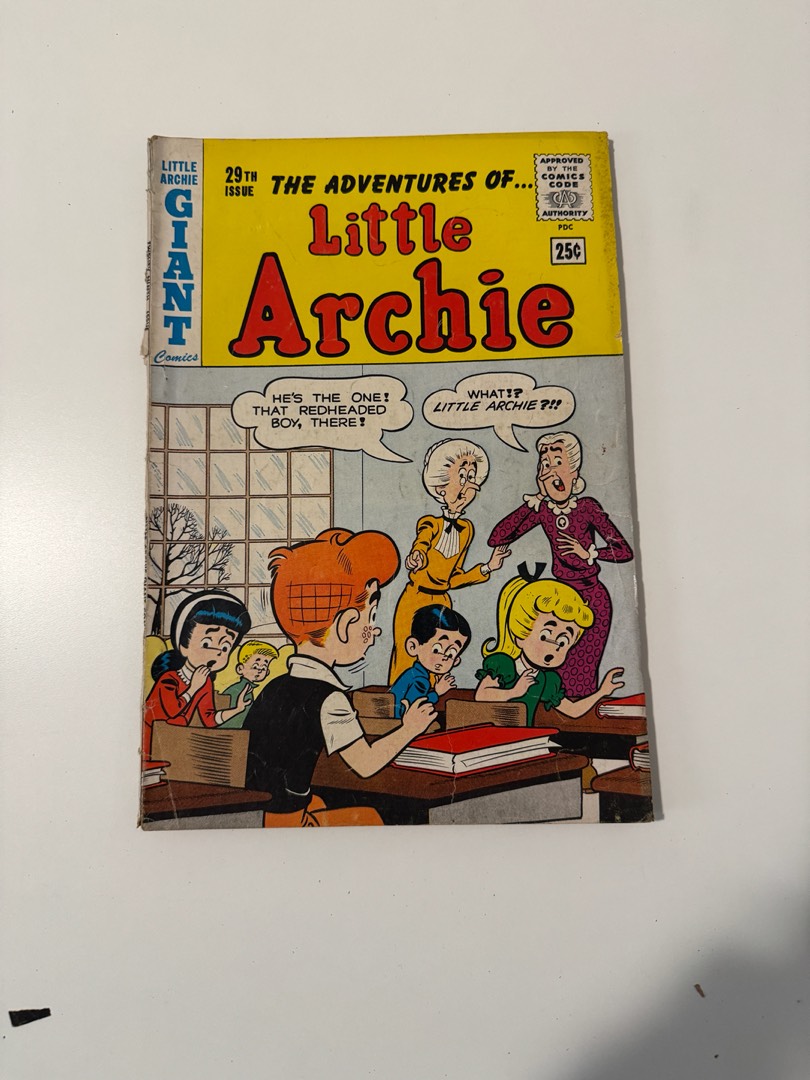 LITTLE
ARCHIE
GIANT
Comics
29TH
ISSUE
THE ADVENTURES OF...
Little
Archie
APPROVED
BY THE
COMICS
CODE
CA
AUTHORITY
PDC
25¢
HE'S THE ONE!
THAT REDHEADED
BOY, THERE!
WHAT!?
LITTLE ARCHIE?!!